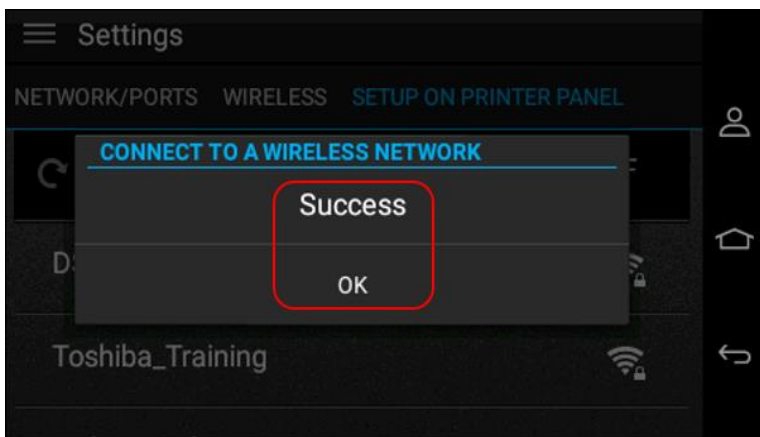 Settings
NETWORK/PORTS WIRELESS SETUP ON PRINTER PANEL
CONNECT TO A WIRELESS NETWORK
Success
OK
Toshiba_Training